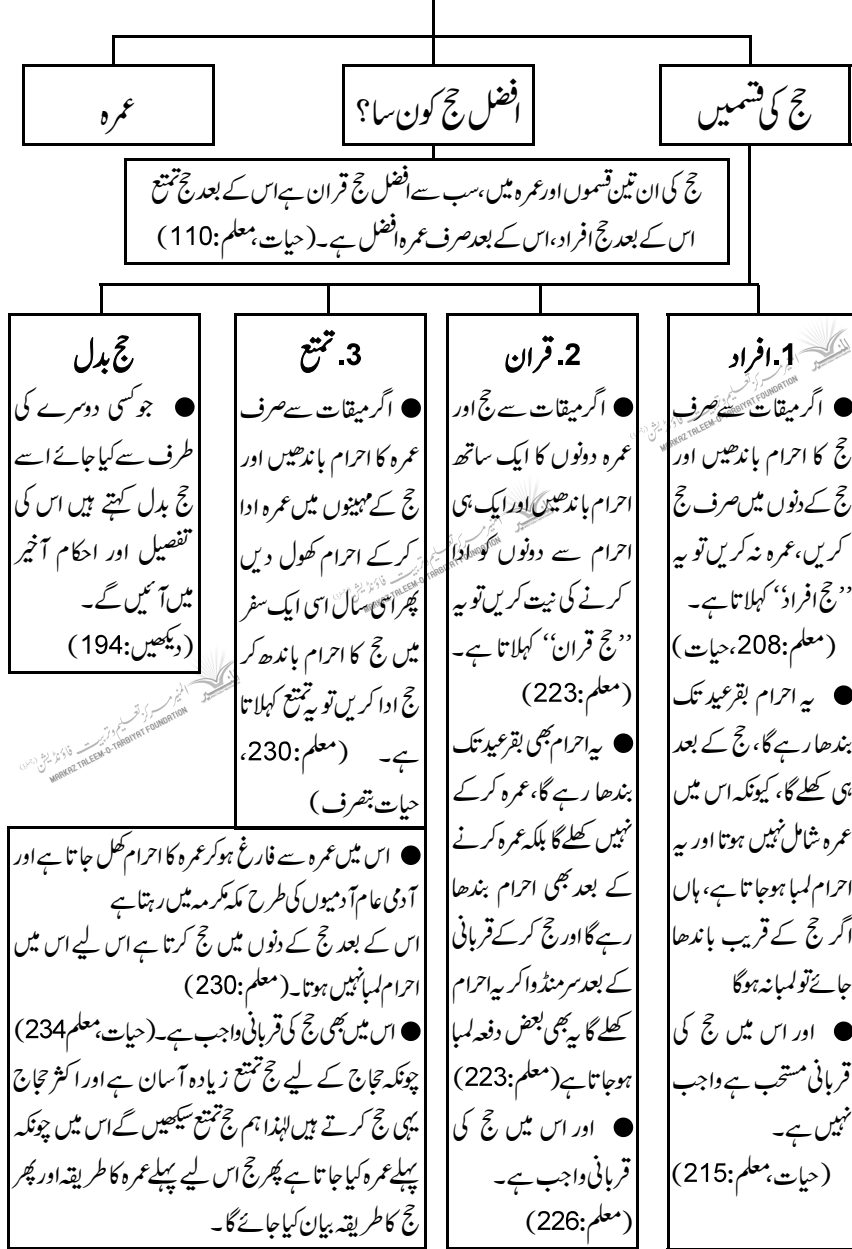 حج کی قسمیں
افضل حج کون سا؟
عمرہ
حج کی ان تین قسموں اور عمرہ میں، سب سے افضل حج قران ہے اس کے بعد حج تمتع
اس کے بعد حج افراد، اس کے بعد صرف عمرہ افضل ہے۔ (حیات، معلم:110)
1. افراد
● اگر میقات سے صرف
حج کا احرام باندھیں اور
حج کے دنوں میں صرف حج
کریں، عمرہ نہ کریں تو یہ
’’حج افراد‘‘ کہلاتا ہے۔
(معلم:208، حیات)
● یہ احرام بقرعید تک
بندھا رہے گا، حج کے بعد
ہی کھلے گا، کیونکہ اس میں
عمرہ شامل نہیں ہوتا اور یہ
احرام لمبا ہوجاتا ہے، ہاں
اگر حج کے قریب باندھا
جائے تو لمبا نہ ہوگا
● اور اس میں حج کی
قربانی مستحب ہے واجب
نہیں ہے۔
(حیات، معلم:215)
2. قران
● اگر میقات سے حج اور
عمرہ دونوں کا ایک ساتھ
احرام باندھیں اور ایک ہی
احرام سے دونوں کو ادا
کرنے کی نیت کریں تو یہ
’’حج قران‘‘ کہلاتا ہے۔
(معلم:223)
● یہ احرام بھی بقرعید تک
بندھا رہے گا، عمرہ کرکے
نہیں کھلے گا بلکہ عمرہ کرنے
کے بعد بھی احرام بندھا
رہے گا اور حج کرکے قربانی
کے بعد سر منڈوا کر یہ احرام
کھلے گا یہ بھی بعض دفعہ لمبا
ہوجاتا ہے (معلم:223)
● اور اس میں حج کی
قربانی واجب ہے۔
(معلم:226)
3. تمتع
● اگر میقات سے صرف
عمرہ کا احرام باندھیں اور
حج کے مہینوں میں عمرہ ادا
کرکے احرام کھول دیں
پھر اسی سال اسی ایک سفر
میں حج کا احرام باندھ کر
حج ادا کریں تو یہ تمتع کہلاتا
ہے۔ (معلم:230،
حیات بتصرف)
● اس میں عمرہ سے فارغ ہوکر عمرہ کا احرام کھل جاتا ہے اور
آدمی عام آدمیوں کی طرح مکہ مکرمہ میں رہتا ہے
اس کے بعد حج کے دنوں میں حج کرتا ہے اس لیے اس میں
احرام لمبا نہیں ہوتا۔ (معلم:230)
● اس میں بھی حج کی قربانی واجب ہے۔ (حیات، معلم234)
چونکہ حجاج کے لیے حج تمتع زیادہ آسان ہے اور اکثر حجاج
یہی حج کرتے ہیں لہٰذا ہم حج تمتع سیکھیں گے اس میں چونکہ
پہلے عمرہ کیا جاتا ہے پھر حج اس لیے پہلے عمرہ کا طریقہ اور پھر
حج کا طریقہ بیان کیا جائے گا۔
حج بدل
● جو کسی دوسرے کی
طرف سے کیا جائے اسے
حج بدل کہتے ہیں اس کی
تفصیل اور احکام آخیر
میں آئیں گے۔
(دیکھیں:194)
MARKAZ TALEEM-O-TARBIYAT FOUNDATION
MARKAZ TALEEM-O-TARBIYAT FOUNDATION
MARKAZ TALEEM-O-TARBIYAT FOUNDATION